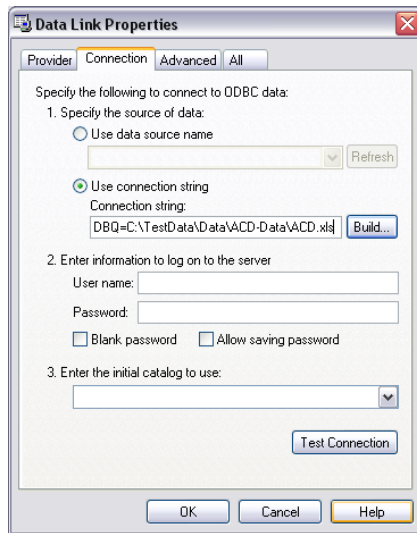 Data Link Properties
Provider Connection Advanced All
Specify the following to connect to ODBC data:
1. Specify the source of data:
Use data source name
Refresh
Use connection string
Connection string:
DBQ=C:\TestData\Data\ACD-Data\ACD.xls Build...
2. Enter information to log on to the server
User name:
Password:
Blank password Allow saving password
3. Enter the initial catalog to use:
Test Connection
OK Cancel Help